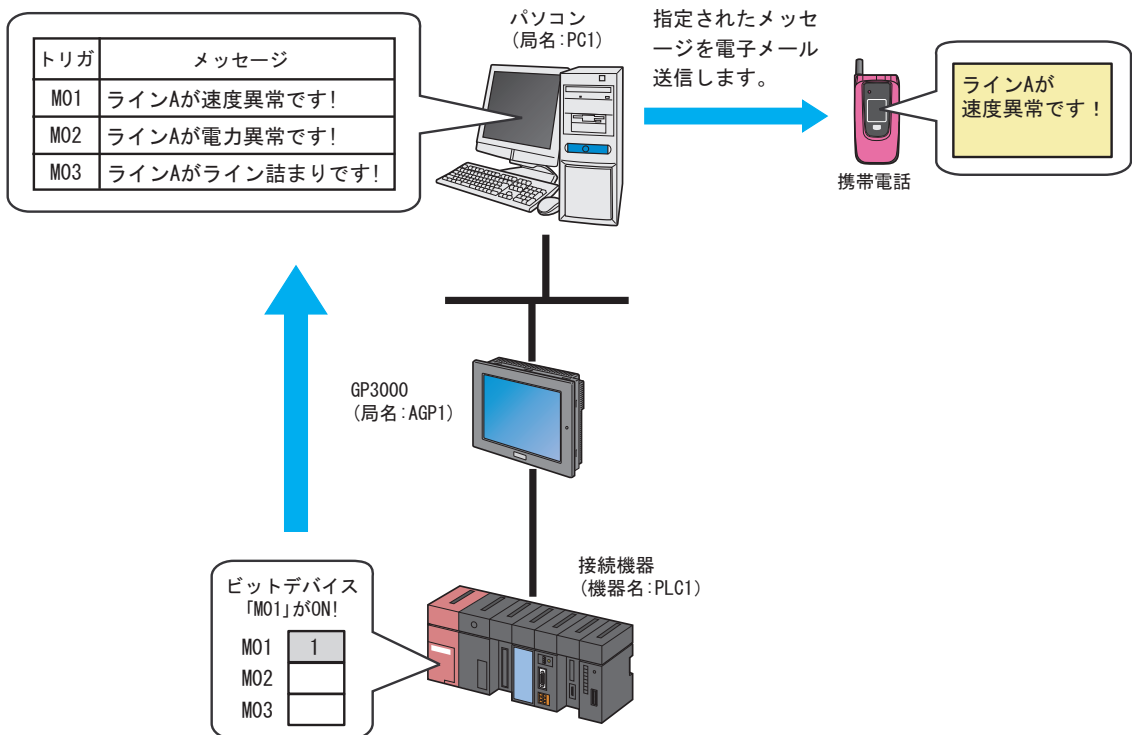 パソコン
(局名:PC1)
指定されたメッセ
ージを電子メール
送信します。
トリガ メッセージ
M01 ラインAが速度異常です!
M02 ラインAが電力異常です!
M03 ラインAがライン詰まりです!
ラインAが
速度異常です！
携帯電話
GP3000
(局名:AGP1)
接続機器
(機器名:PLC1)
ビットデバイス
「M01」がON!
M01 1
M02
M03